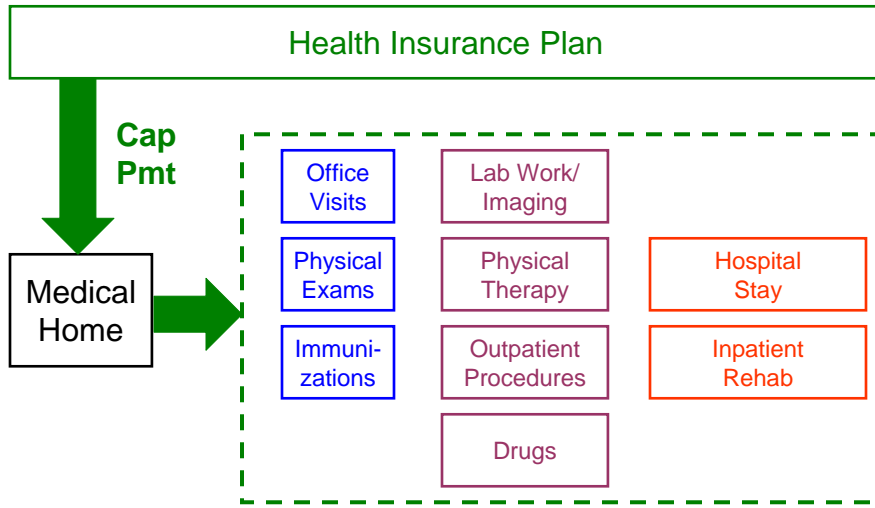 Health Insurance Plan
Cap
Pmt
Medical
Home
Office
Visits
Physical
Exams
Immuni-
zations
Lab Work/
Imaging
Physical
Therapy
Outpatient
Procedures
Drugs
Hospital
Stay
Inpatient
Rehab